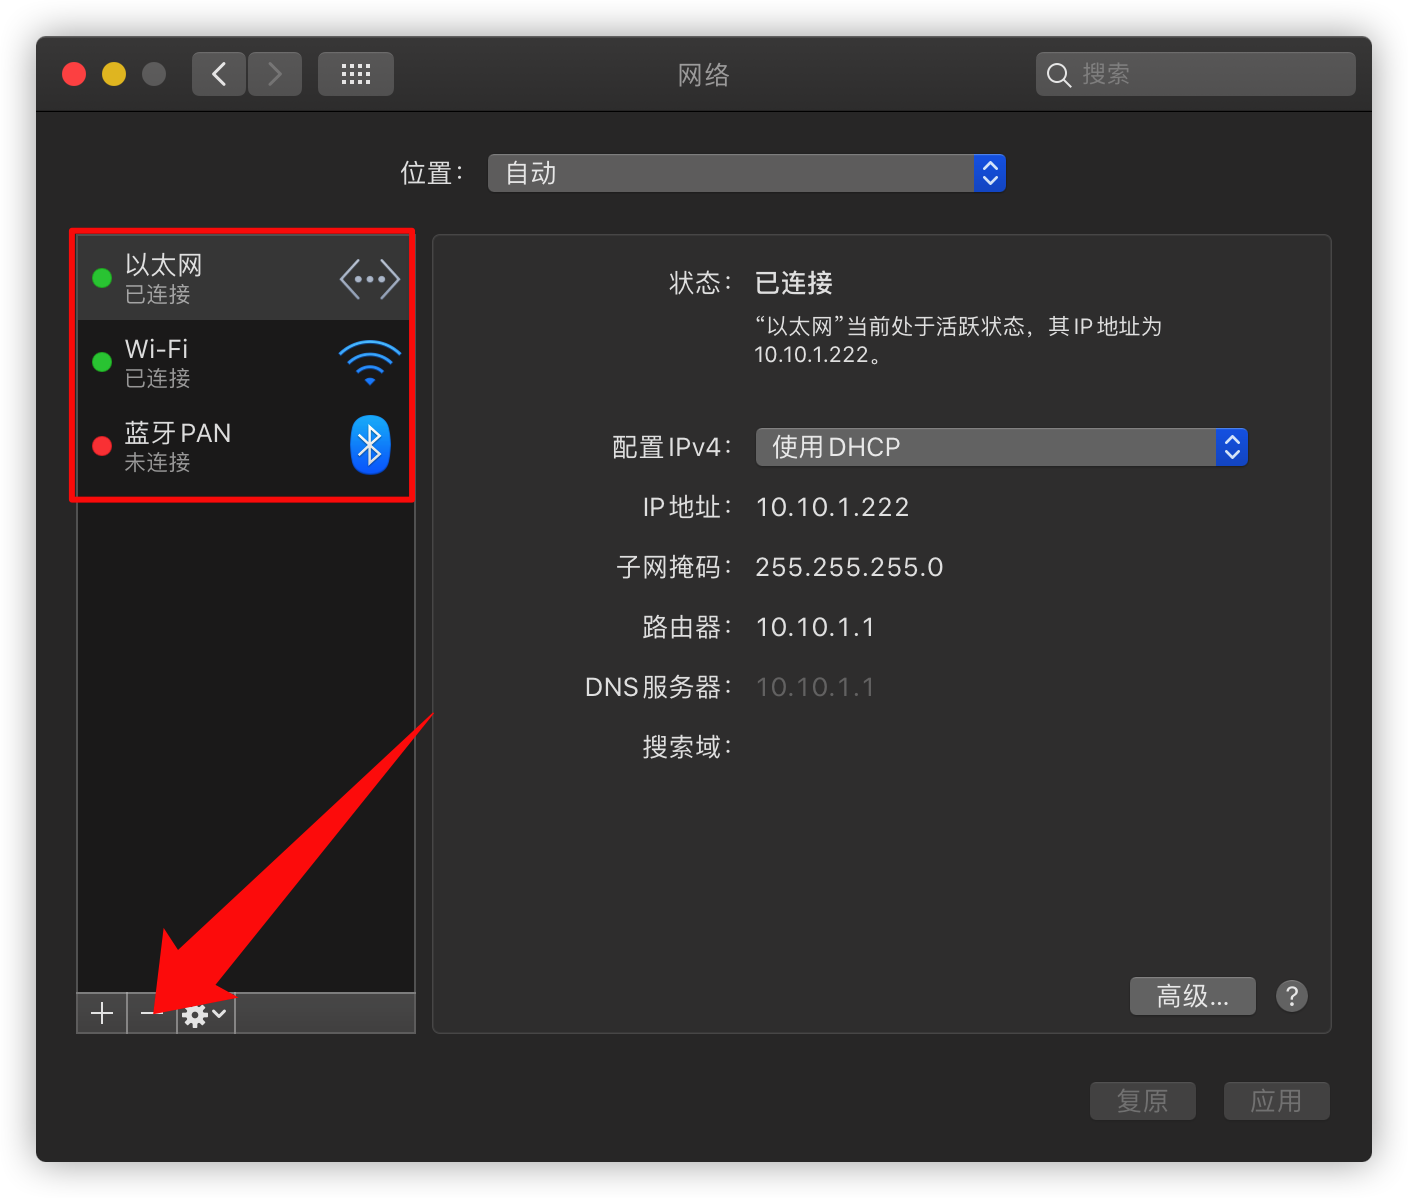 网络
搜索
位置：
自动
以太网
已连接
Wi-Fi
已连接
蓝牙 PAN
未连接
状态：
已连接
“以太网”当前处于活跃状态，其 IP 地址为
10.10.1.222。
配置 IPv4：
使用 DHCP
IP 地址：
10.10.1.222
子网掩码：
255.255.255.0
路由器：
10.10.1.1
DNS 服务器：
10.10.1.1
搜索域：
高级...
?
复原
应用